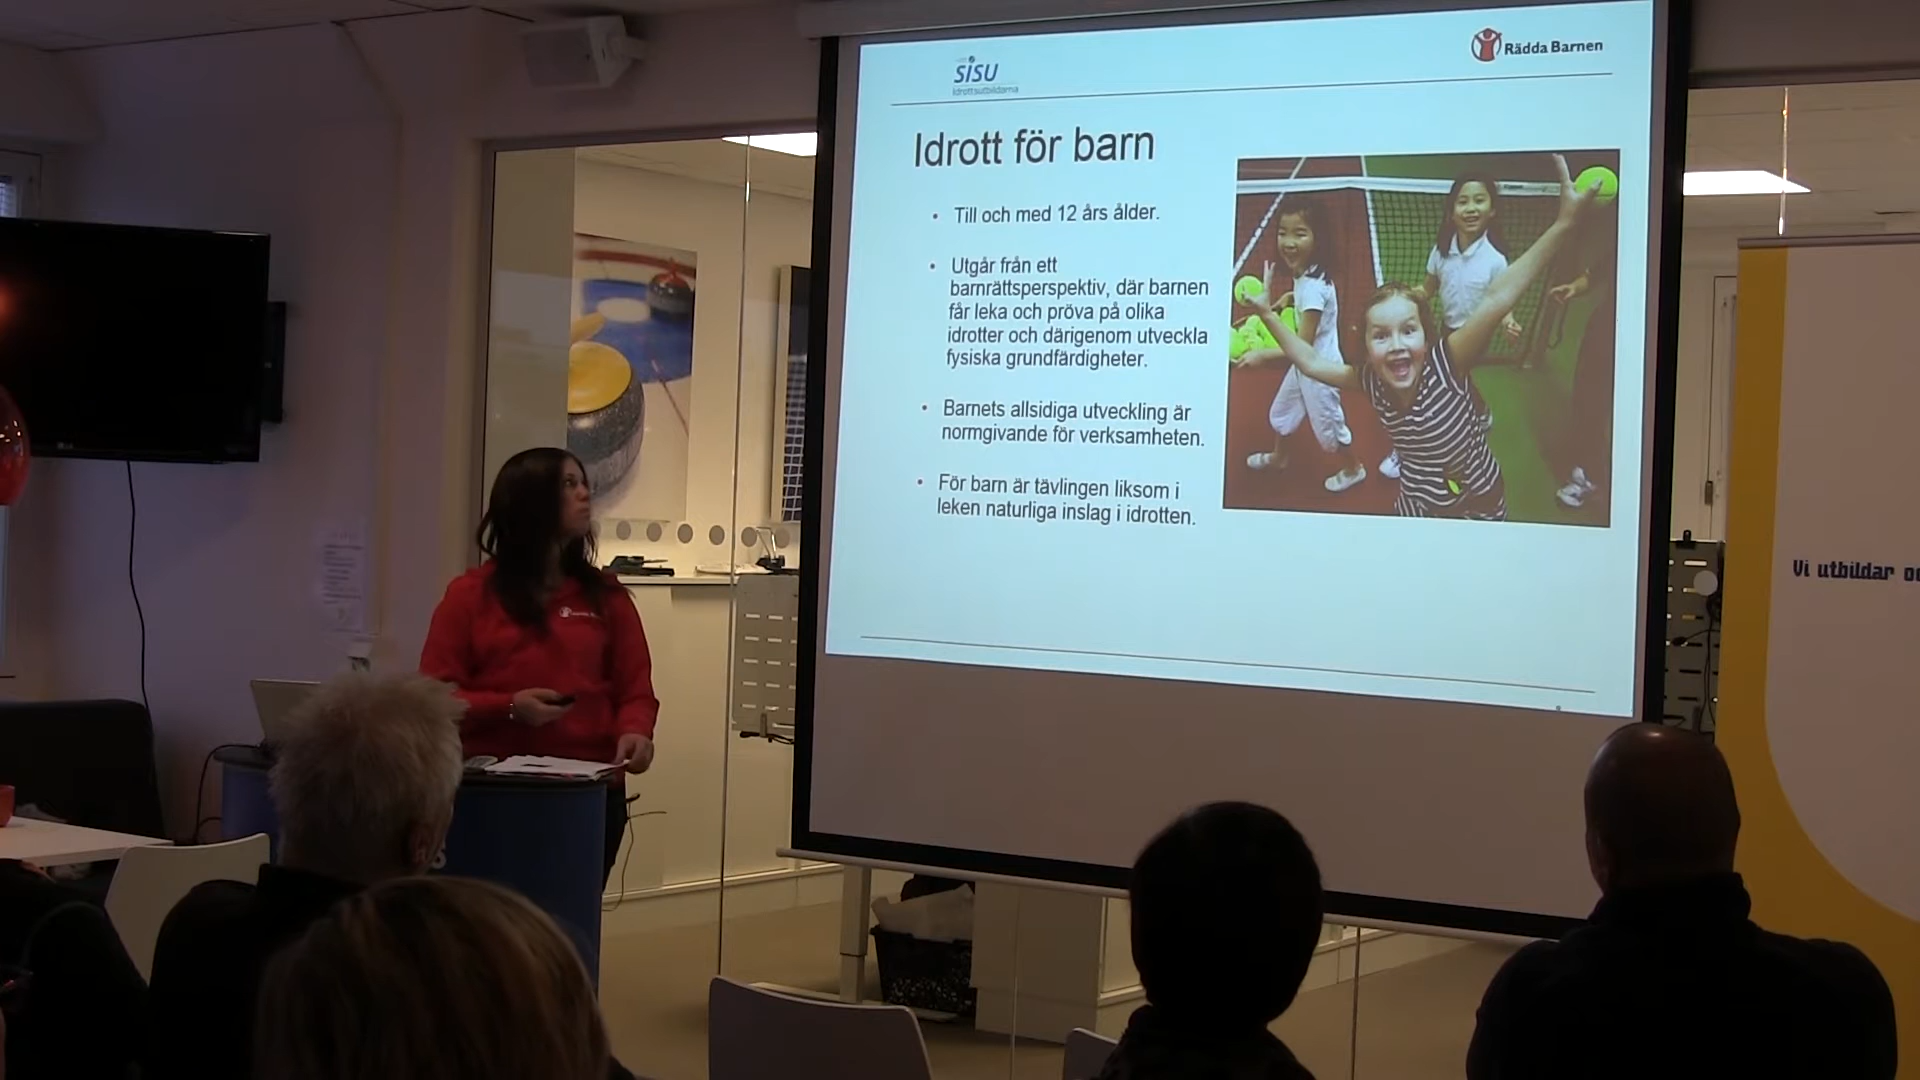 SISU
Idrottsutbildarna
Rädda Barnen
Idrott för barn
• Till och med 12 års ålder.
• Utgår från ett
barnrättsperspektiv, där barnen
får leka och pröva på olika
idrotter och därigenom utveckla
fysiska grundfärdigheter.
• Barnets allsidiga utveckling är
normgivande för verksamheten.
• För barn är tävlingen liksom i
leken naturliga inslag i idrotten.
Vi utbildar